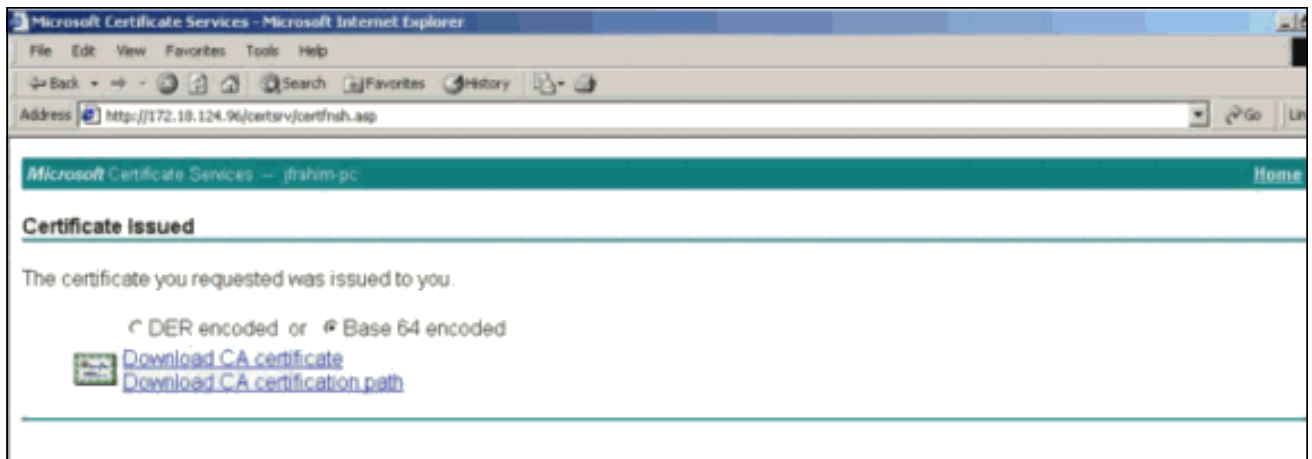 Microsoft Certificate Services - Microsoft Internet Explorer
File Edit View Favorites Tools Help
Back Search Favorites History
Address http://172.18.124.96/certsrv/certfnsh.asp Go
Microsoft Certificate Services -- jfrahim-pc Home
Certificate Issued
The certificate you requested was issued to you.
DER encoded or Base 64 encoded
Download CA certificate
Download CA certification path